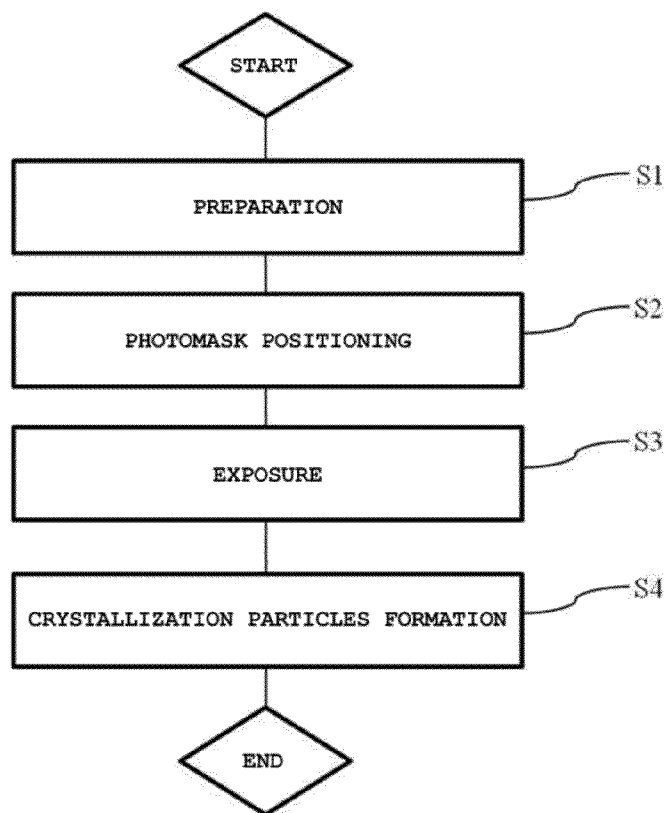 START
PREPARATION
S1
PHOTOMASK POSITIONING
S2
EXPOSURE
S3
CRYSTALLIZATION PARTICLES FORMATION
S4
END